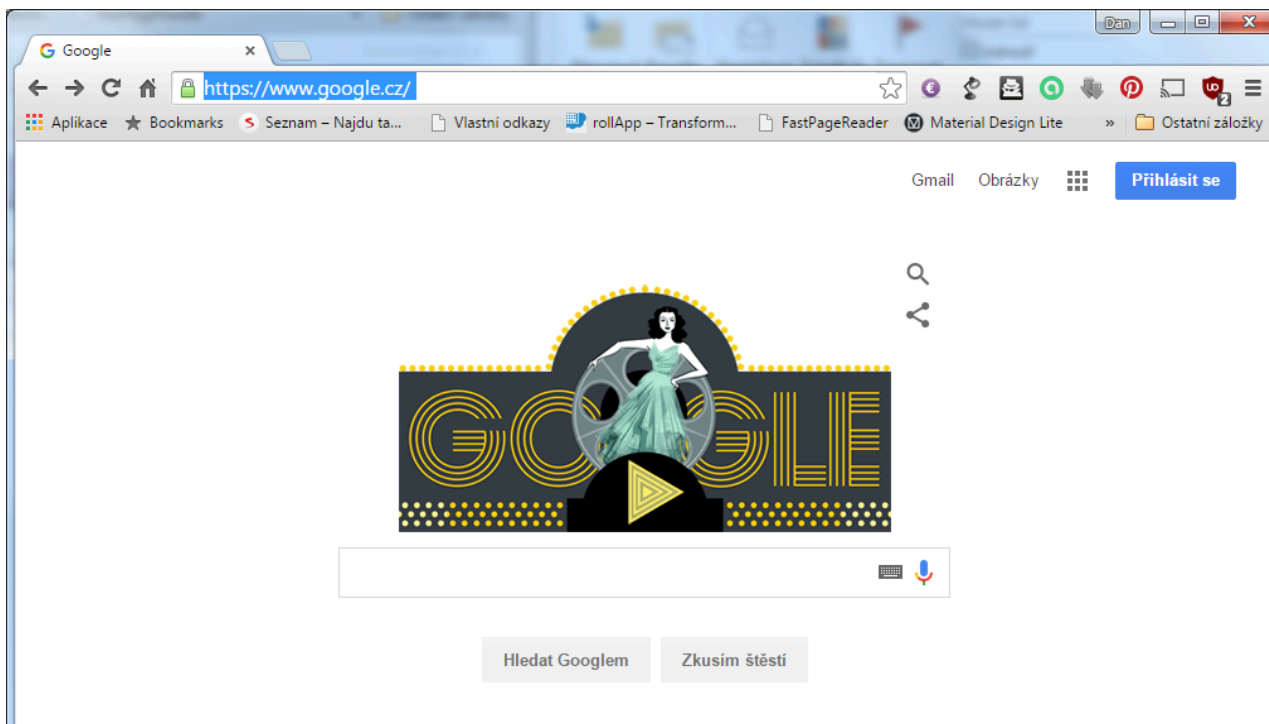 Dan
Google
https://www.google.cz/
2
Aplikace Bookmarks Seznam – Najdu ta... Vlastní odkazy rollApp – Transform... FastPageReader Material Design Lite » Ostatní záložky
Gmail Obrázky Přihlásit se
GOOGLE
Hledat Googlem Zkusím štěstí